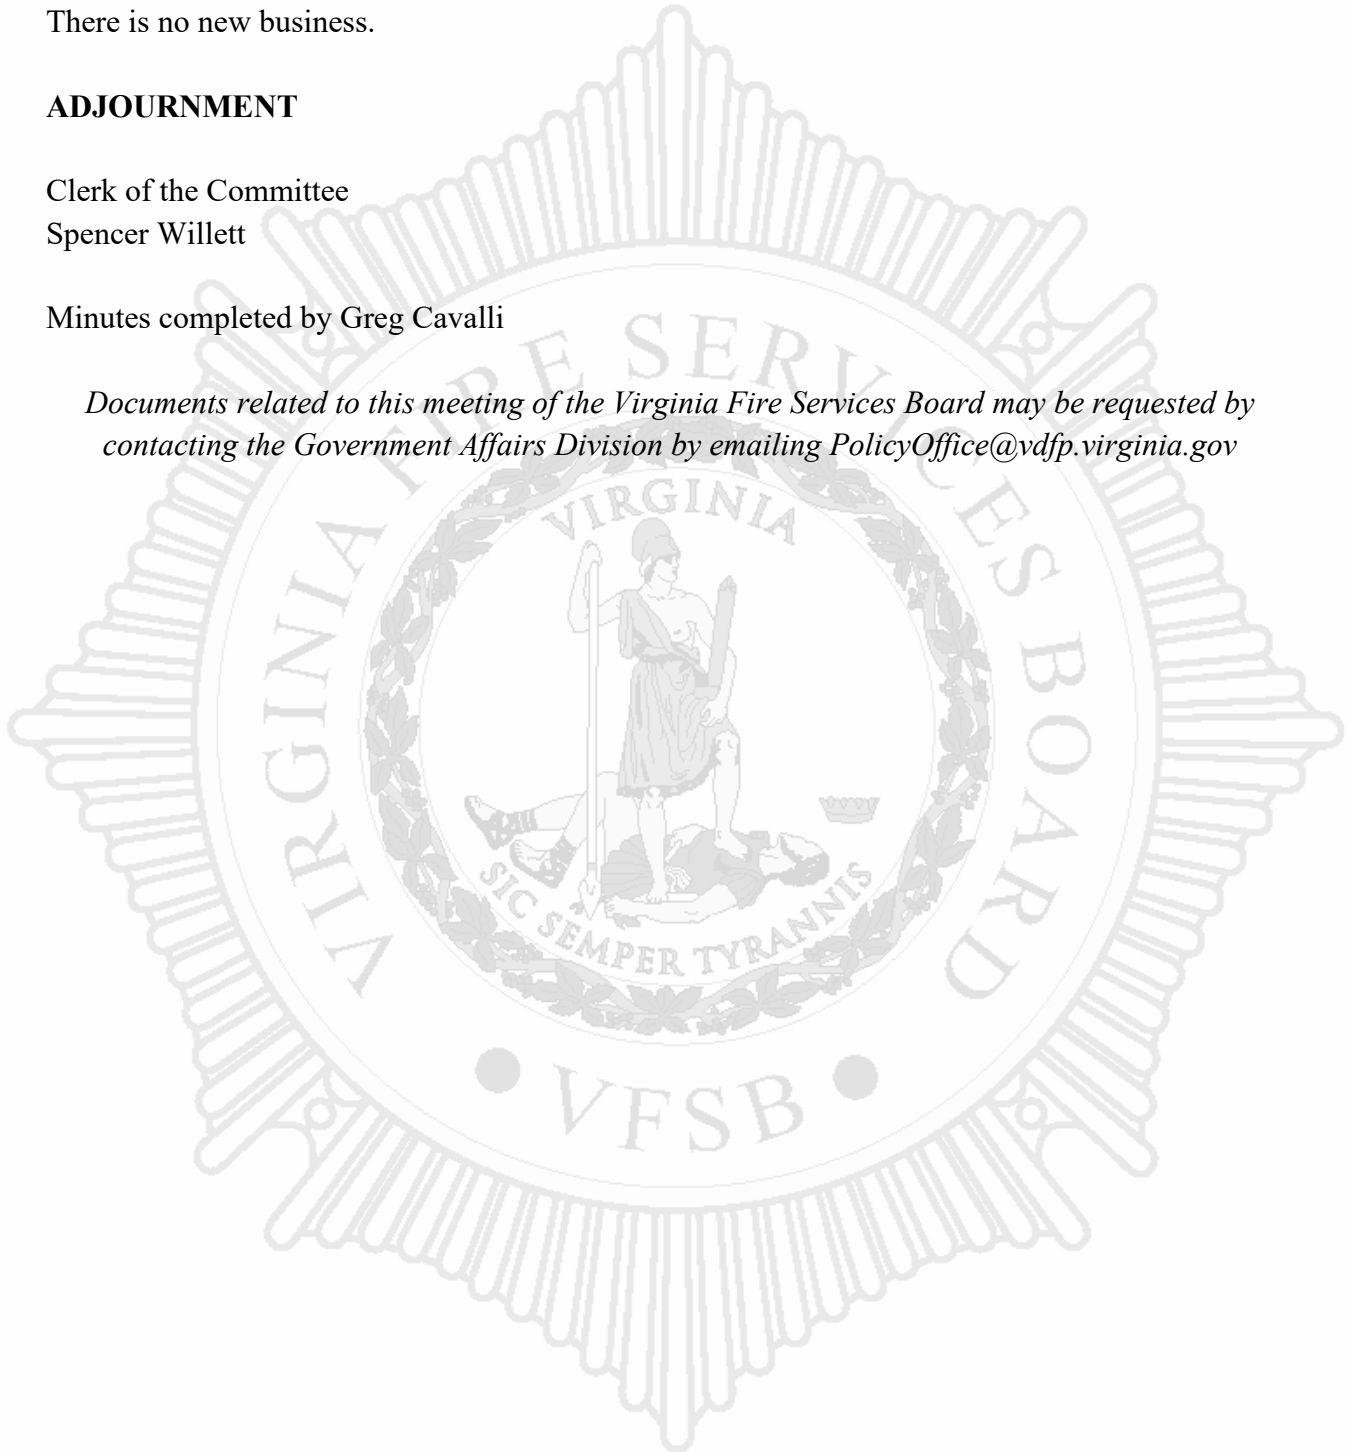 There is no new business.
ADJOURNMENT
Clerk of the Committee
Spencer Willett
Minutes completed by Greg Cavalli
Documents related to this meeting of the Virginia Fire Services Board may be requested by
contacting the Government Affairs Division by emailing PolicyOffice@vdfp.virginia.gov
VIRGINIA FIRE SERVICES BOARD
VIRGINIA
SIC SEMPER TYRANNIS
• VFSB •